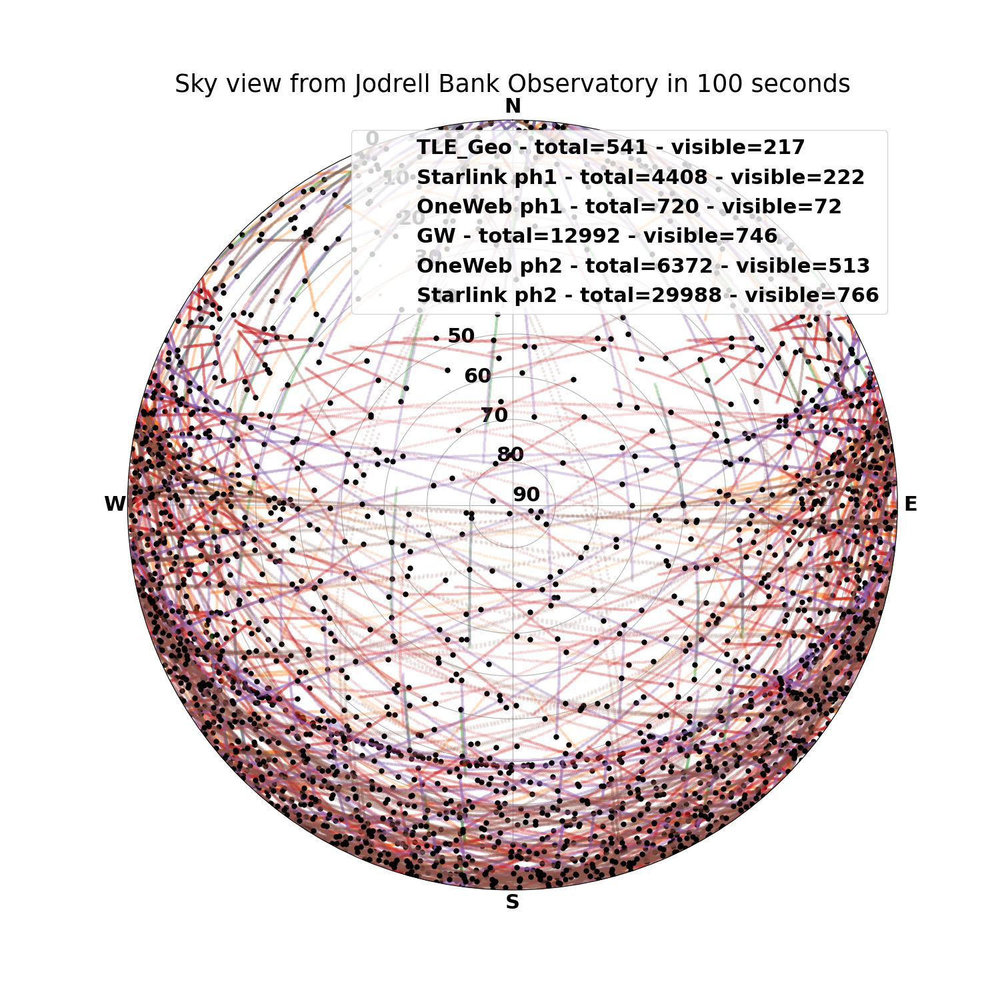 Sky view from Jodrell Bank Observatory in 100 seconds
N
0
TLE_Geo - total=541 - visible=217
10
Starlink ph1 - total=4408 - visible=222
OneWeb ph1 - total=720 - visible=72
20
GW - total=12992 - visible=746
30
OneWeb ph2 - total=6372 - visible=513
Starlink ph2 - total=29988 - visible=766
50
60
70
80
90
W
E
S